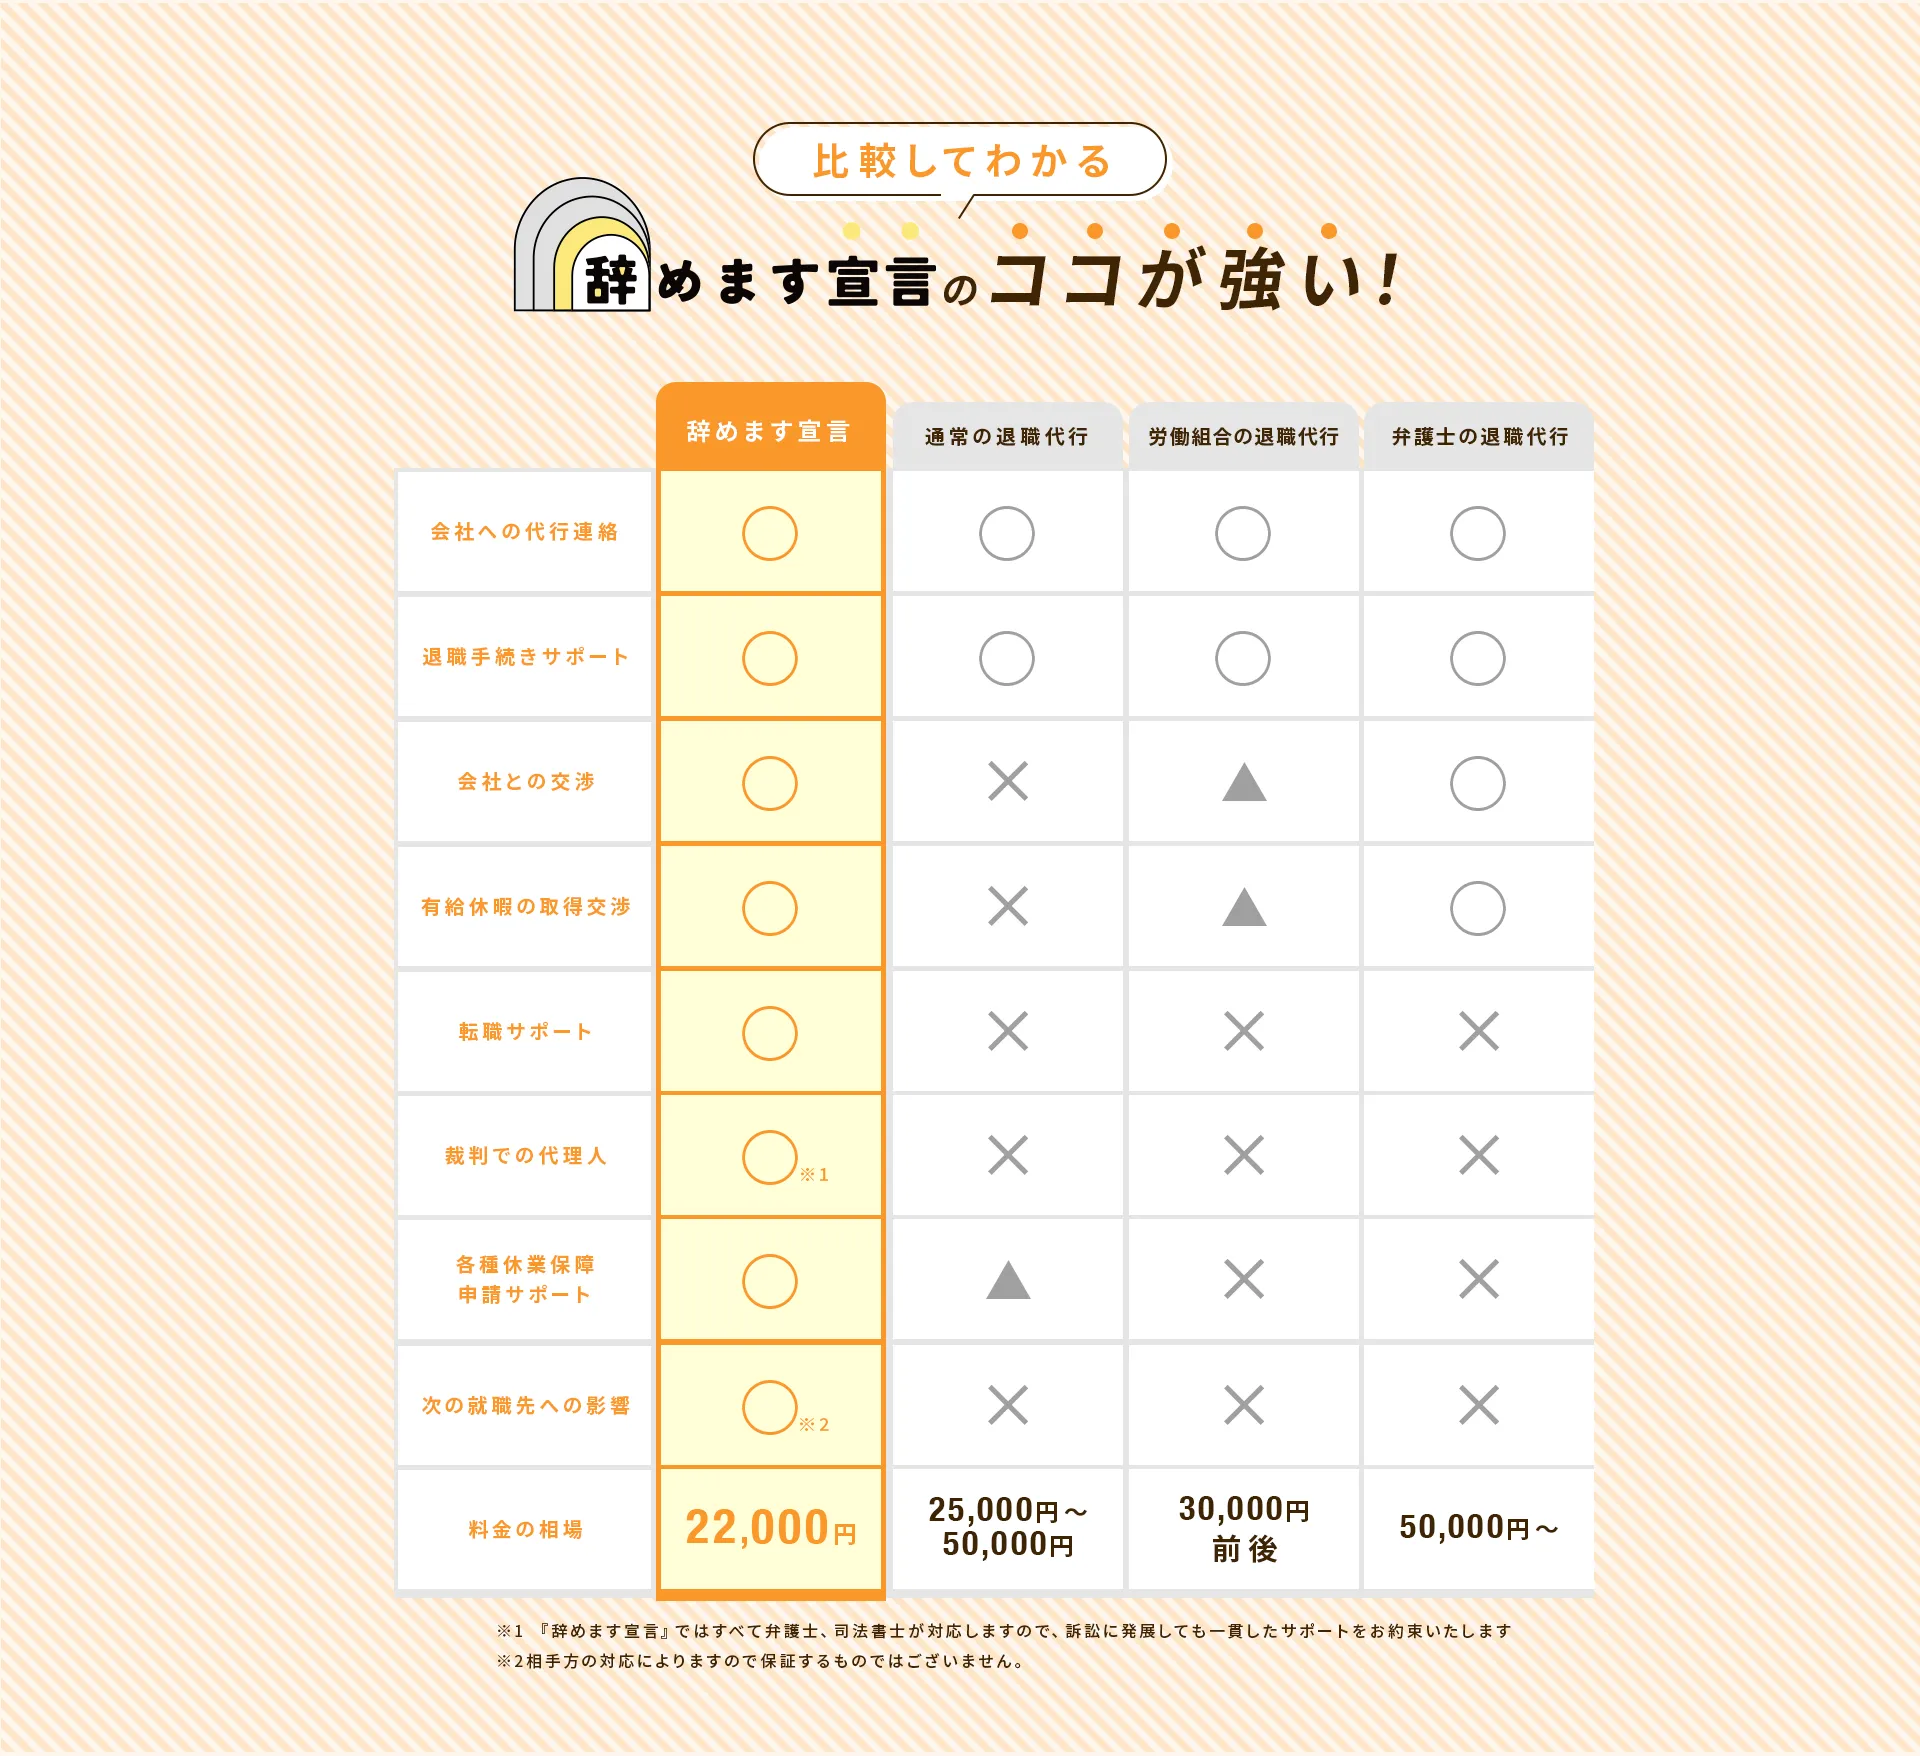 比較してわかる
辞めます宣言のココが強い!
辞めます宣言 通常の退職代行 労働組合の退職代行 弁護士の退職代行
会社への代行連絡 ○ ○ ○ ○
退職手続きサポート ○ ○ ○ ○
会社との交渉 ○ × ▲ ○
有給休暇の取得交渉 ○ × ▲ ○
転職サポート ○ × × ×
裁判での代理人 ○※1 × × ×
各種休業保障
申請サポート ○ ▲ × ×
次の就職先への影響 ○※2 × × ×
料金の相場 22,000円 25,000円～
50,000円 30,000円
前後 50,000円～
※1 『辞めます宣言』ではすべて弁護士、司法書士が対応しますので、訴訟に発展しても一貫したサポートをお約束いたします
※2相手方の対応によりますので保証するものではございません。